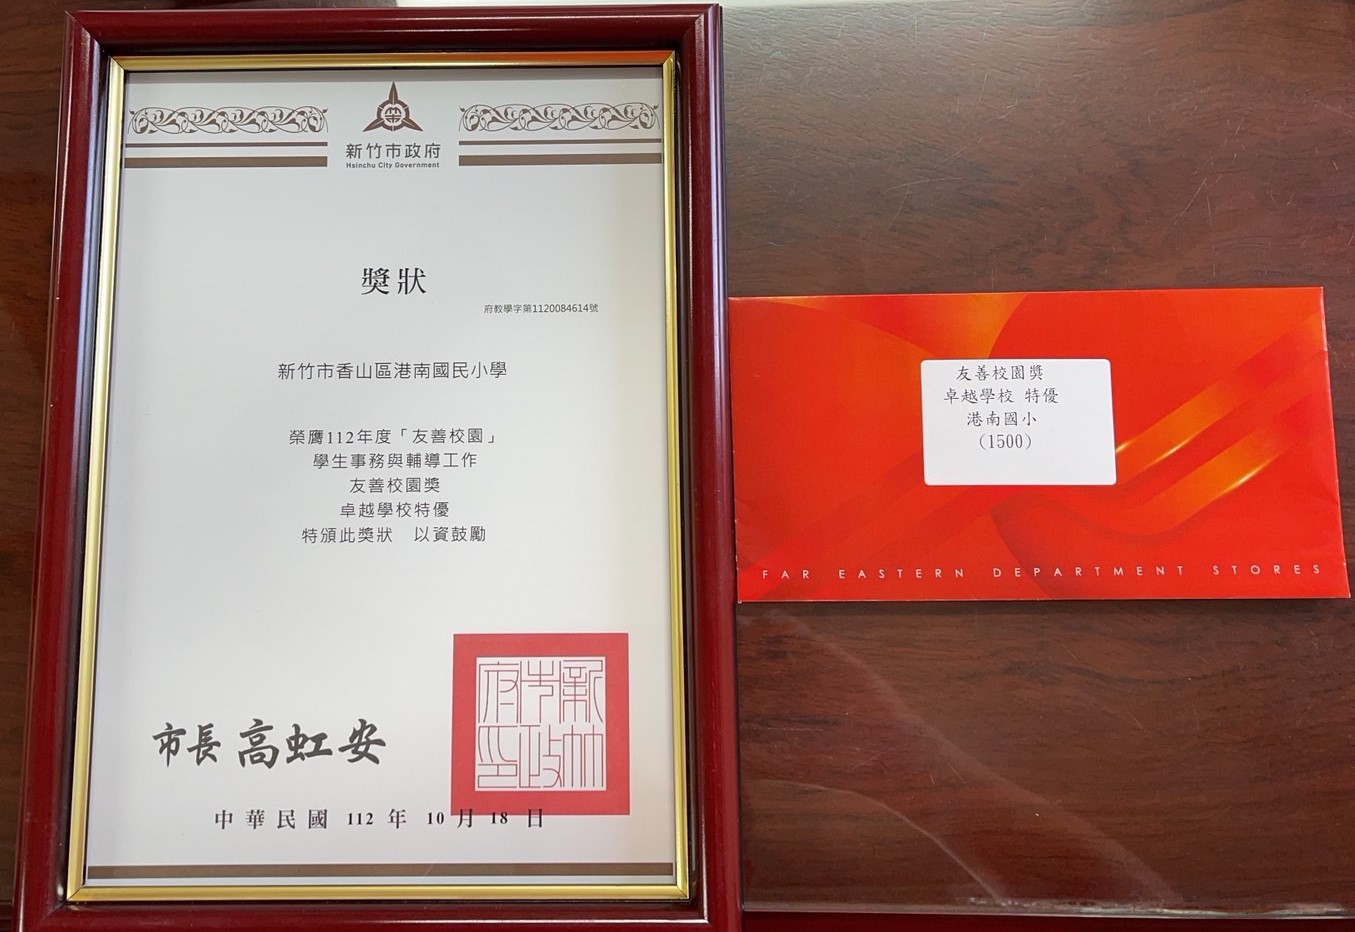 新竹市政府
Hsinchu City Government
獎狀
府教學字第1120084614號
新竹市香山區港南國民小學
榮膺112年度「友善校園」
學生事務與輔導工作
友善校園獎
卓越學校特優
特頒此獎狀　以資鼓勵
新竹市政府印
市長 高虹安
中華民國 112 年 10 月 18 日
友善校園獎
卓越學校 特優
港南國小
(1500)
FAR EASTERN DEPARTMENT STORES